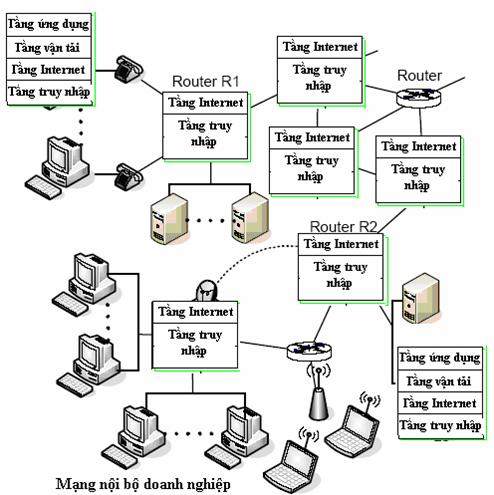 Tầng ứng dụng
Tầng vận tải
Tầng Internet
Tầng truy nhập
Router R1
Tầng Internet
Tầng truy
nhập
Tầng Internet
Tầng truy
nhập
Router
Tầng Internet
Tầng truy
nhập
Tầng Internet
Tầng truy
nhập
Router R2
Tầng Internet
Tầng truy
nhập
Tầng Internet
Tầng truy
nhập
Tầng ứng dụng
Tầng vận tải
Tầng Internet
Tầng truy nhập
Mạng nội bộ doanh nghiệp